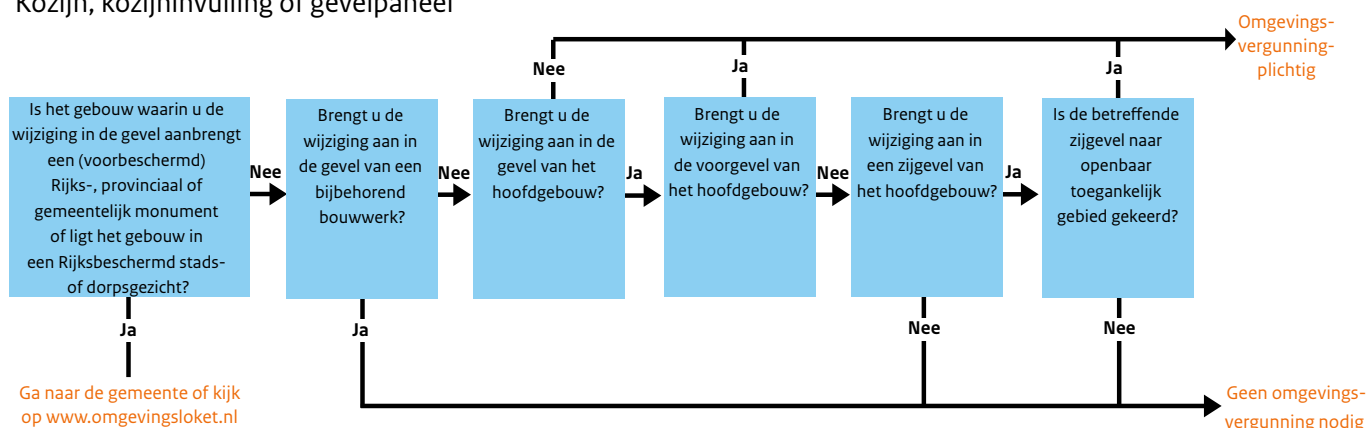 Kozijn, kozijninvulling of gevelpaneel
Omgevings-
vergunning-
plichtig
Nee
Ja
Ja
Is het gebouw waarin u de
wijziging in de gevel aanbrengt
een (voorbeschermd)
Rijks-, provinciaal of
gemeentelijk monument
of ligt het gebouw in
een Rijksbeschermd stads-
of dorpsgezicht?
Nee
Brengt u de
wijziging aan in
de gevel van een
bijbehorend
bouwwerk?
Nee
Brengt u de
wijziging aan in de
gevel van het
hoofdgebouw?
Ja
Brengt u de
wijziging aan in
de voorgevel van
het hoofdgebouw?
Nee
Brengt u de
wijziging aan in
een zijgevel van
het hoofdgebouw?
Ja
Is de betreffende
zijgevel naar
openbaar
toegankelijk
gebied gekeerd?
Ja
Ja
Nee
Nee
Ga naar de gemeente of kijk
op www.omgevingsloket.nl
Geen omgevings-
vergunning nodig